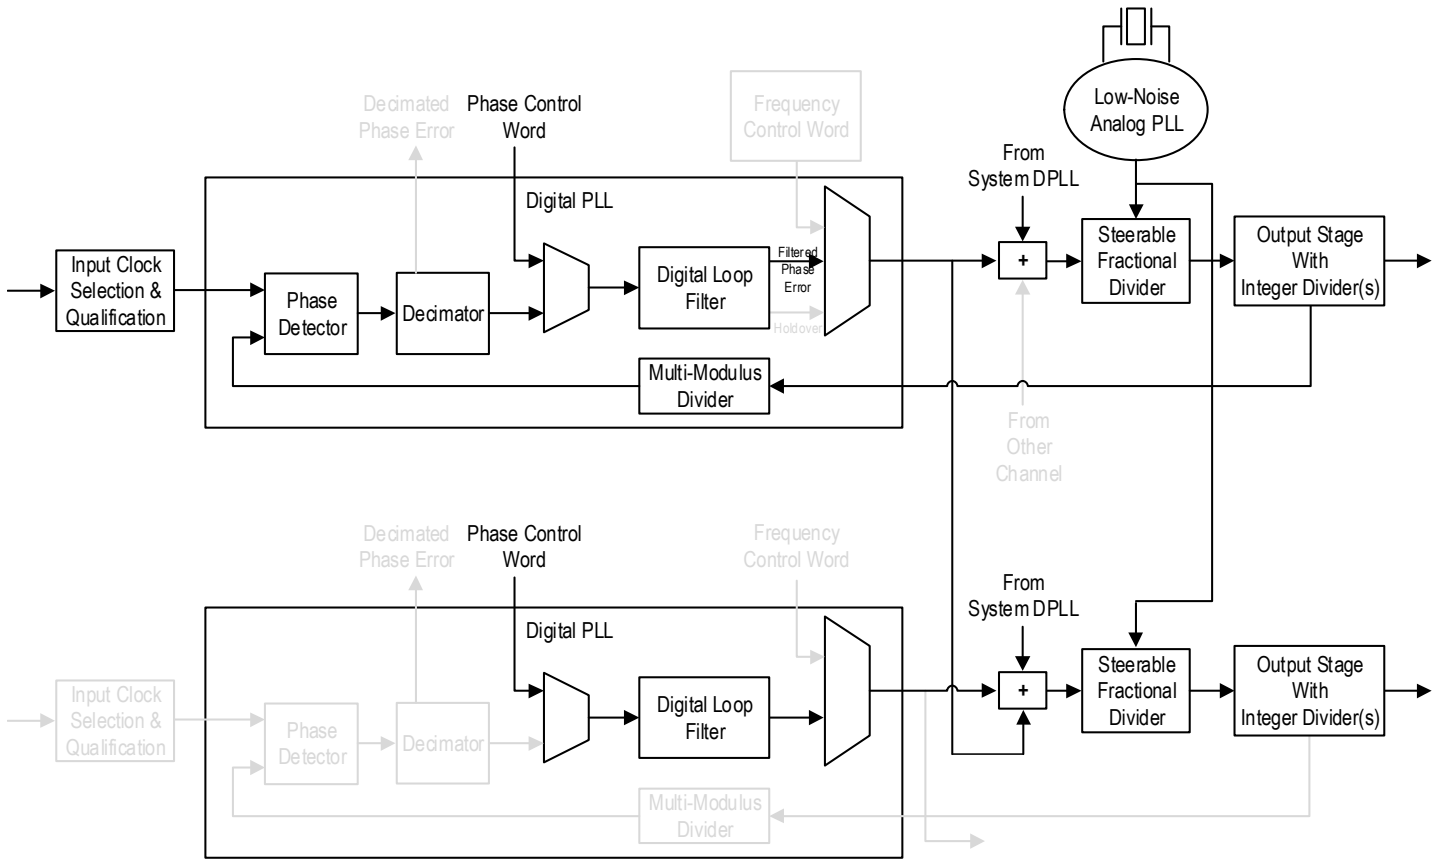 Low-Noise
Analog PLL
Decimated
Phase Error
Phase Control
Word
Frequency
Control Word
From
System DPLL
Digital PLL
Input Clock
Selection &
Qualification
Phase
Detector
Decimator
Digital Loop
Filter
Filtered
Phase
Error
Holdover
+
Steerable
Fractional
Divider
Output Stage
With
Integer Divider(s)
Multi-Modulus
Divider
From
Other
Channel
Decimated
Phase Error
Phase Control
Word
Frequency
Control Word
From
System DPLL
Digital PLL
Input Clock
Selection &
Qualification
Phase
Detector
Decimator
Digital Loop
Filter
+
Steerable
Fractional
Divider
Output Stage
With
Integer Divider(s)
Multi-Modulus
Divider